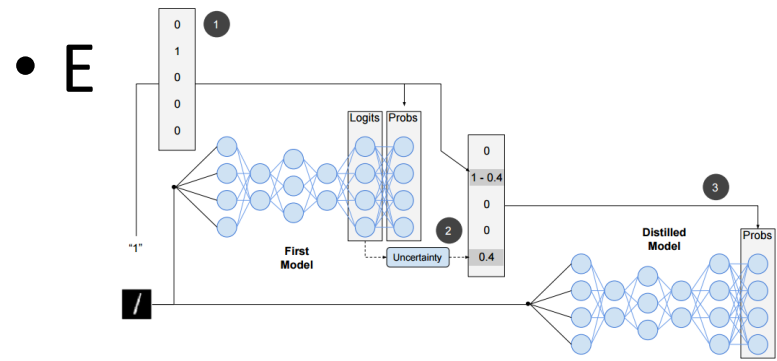 • E
0
1
0
0
0
1
Logits
Probs
0
1 - 0.4
0
0
0.4
3
2
"1"
First
Model
Uncertainty
Distilled
Model
Probs
/